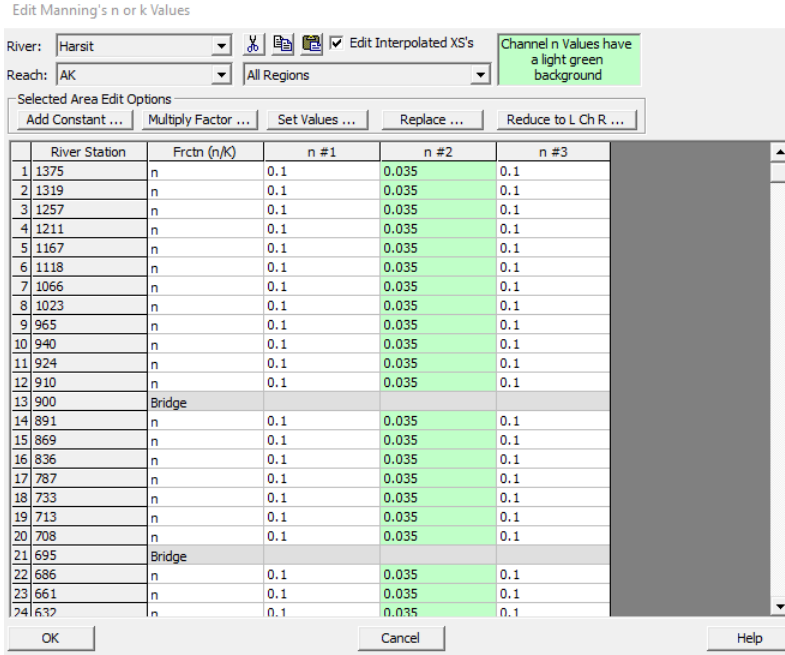 Edit Manning's n or k Values
River: Harsit Edit Interpolated XS's Channel n Values have a light green background
Reach: AK All Regions
Selected Area Edit Options
Add Constant ... Multiply Factor ... Set Values ... Replace ... Reduce to L Ch R ...
River Station Frctn (n/K) n #1 n #2 n #3
1 1375 n 0.1 0.035 0.1
2 1319 n 0.1 0.035 0.1
3 1257 n 0.1 0.035 0.1
4 1211 n 0.1 0.035 0.1
5 1167 n 0.1 0.035 0.1
6 1118 n 0.1 0.035 0.1
7 1066 n 0.1 0.035 0.1
8 1023 n 0.1 0.035 0.1
9 965 n 0.1 0.035 0.1
10 940 n 0.1 0.035 0.1
11 924 n 0.1 0.035 0.1
12 910 n 0.1 0.035 0.1
13 900 Bridge
14 891 n 0.1 0.035 0.1
15 869 n 0.1 0.035 0.1
16 836 n 0.1 0.035 0.1
17 787 n 0.1 0.035 0.1
18 733 n 0.1 0.035 0.1
19 713 n 0.1 0.035 0.1
20 708 n 0.1 0.035 0.1
21 695 Bridge
22 686 n 0.1 0.035 0.1
23 661 n 0.1 0.035 0.1
24 632 n 0.1 0.035 0.1
OK Cancel Help